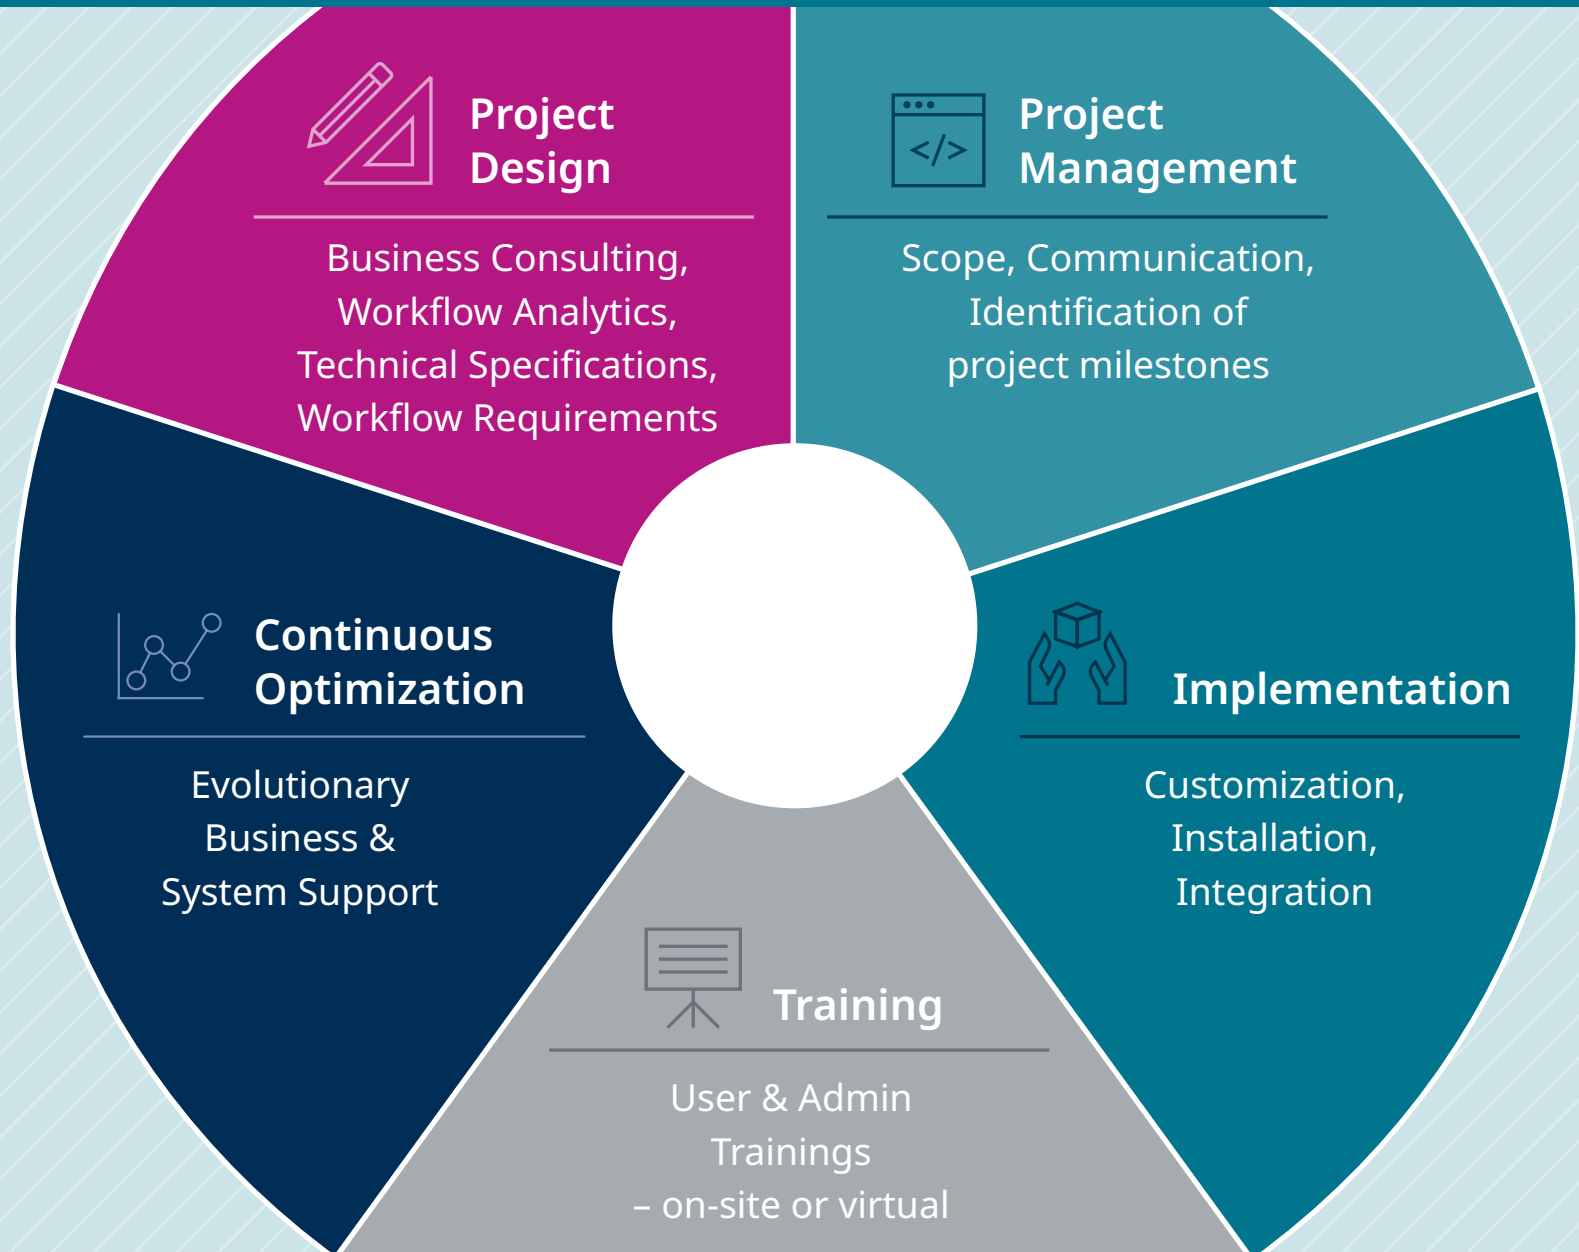 Project
Design
Business Consulting,
Workflow Analytics,
Technical Specifications,
Workflow Requirements
Project
Management
Scope, Communication,
Identification of
project milestones
</>
Implementation
Customization,
Installation,
Integration
Training
User & Admin
Trainings
– on-site or virtual
Continuous
Optimization
Evolutionary
Business &
System Support